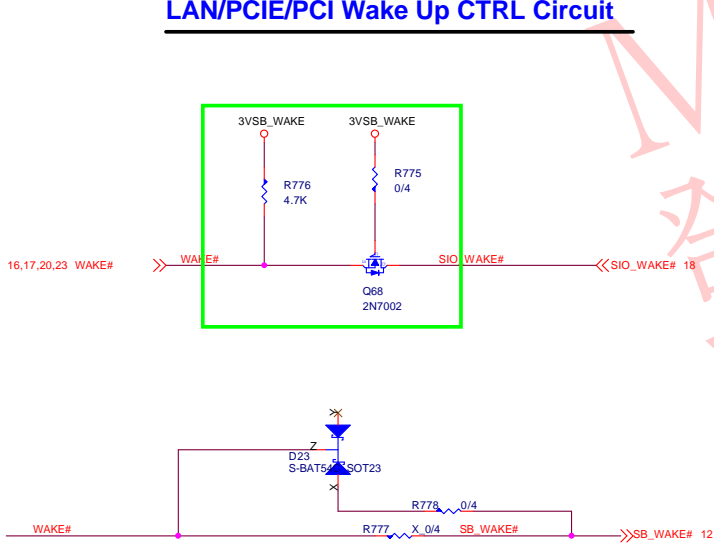 LAN/PCIE/PCI Wake Up CTRL Circuit
3VSB_WAKE 3VSB_WAKE
R776 4.7K
R775 0/4
16,17,20,23 WAKE# WAKE# SIO_WAKE# SIO_WAKE# 18
Q68
2N7002
Y
Z
D23
S-BAT54 SOT23
X
R778 0/4
WAKE# R777 X_0/4 SB_WAKE# SB_WAKE# 12